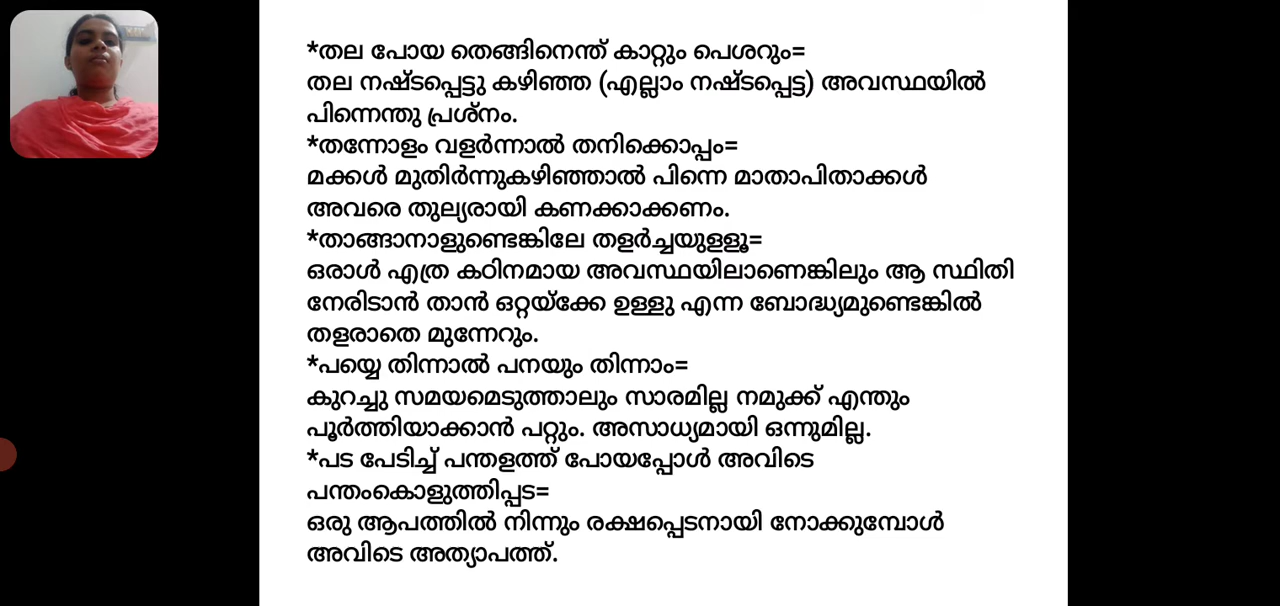 *തല പോയ തെങ്ങിനെന്ത് കാറ്റും പെശറും=
തല നഷ്ടപ്പെട്ടു കഴിഞ്ഞ (എല്ലാം നഷ്ടപ്പെട്ട) അവസ്ഥയിൽ
പിന്നെന്തു പ്രശ്നം.
*തന്നോളം വളർന്നാൽ തനിക്കൊപ്പം=
മക്കൾ മുതിർന്നുകഴിഞ്ഞാൽ പിന്നെ മാതാപിതാക്കൾ
അവരെ തുല്യരായി കണക്കാക്കണം.
*താങ്ങാനാളുണ്ടെങ്കിലേ തളർച്ചയുളളൂ=
ഒരാൾ എത്ര കഠിനമായ അവസ്ഥയിലാണെങ്കിലും ആ സ്ഥിതി
നേരിടാൻ താൻ ഒറ്റയ്ക്കേ ഉള്ളു എന്ന ബോദ്ധ്യമുണ്ടെങ്കിൽ
തളരാതെ മുന്നേറും.
*പയ്യെ തിന്നാൽ പനയും തിന്നാം=
കുറച്ചു സമയമെടുത്താലും സാരമില്ല നമുക്ക് എന്തും
പൂർത്തിയാക്കാൻ പറ്റും. അസാധ്യമായി ഒന്നുമില്ല.
*പട പേടിച്ച് പന്തളത്ത് പോയപ്പോൾ അവിടെ
പന്തംകൊളുത്തിപ്പട=
ഒരു ആപത്തിൽ നിന്നും രക്ഷപ്പെടനായി നോക്കുമ്പോൾ
അവിടെ അത്യാപത്ത്.